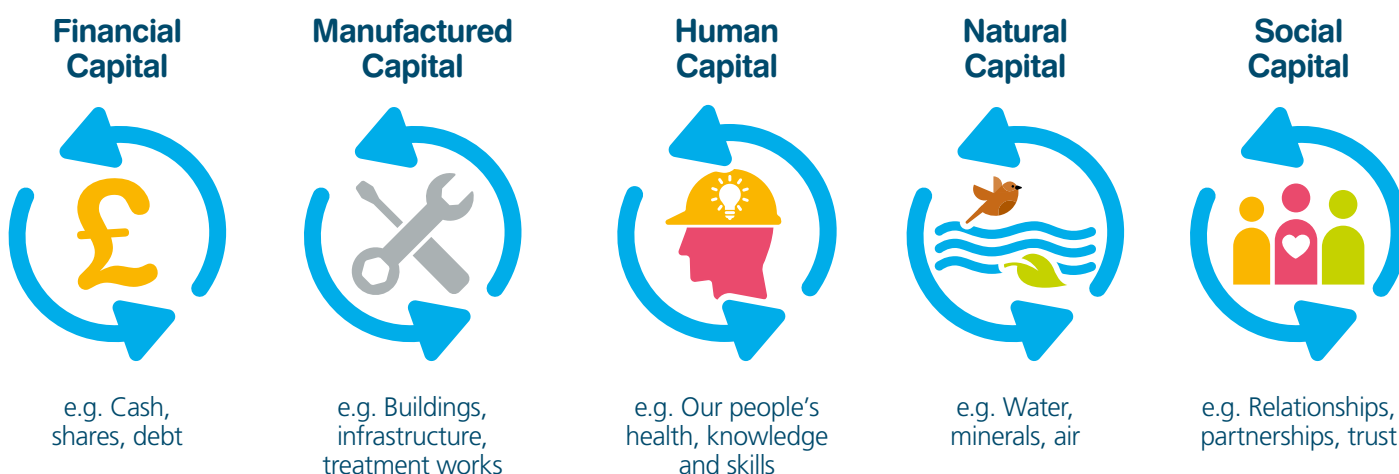 Financial
Capital
Manufactured
Capital
Human
Capital
Natural
Capital
Social
Capital
£
e.g. Cash,
shares, debt
e.g. Buildings,
infrastructure,
treatment works
e.g. Our people's
health, knowledge
and skills
e.g. Water,
minerals, air
e.g. Relationships,
partnerships, trust